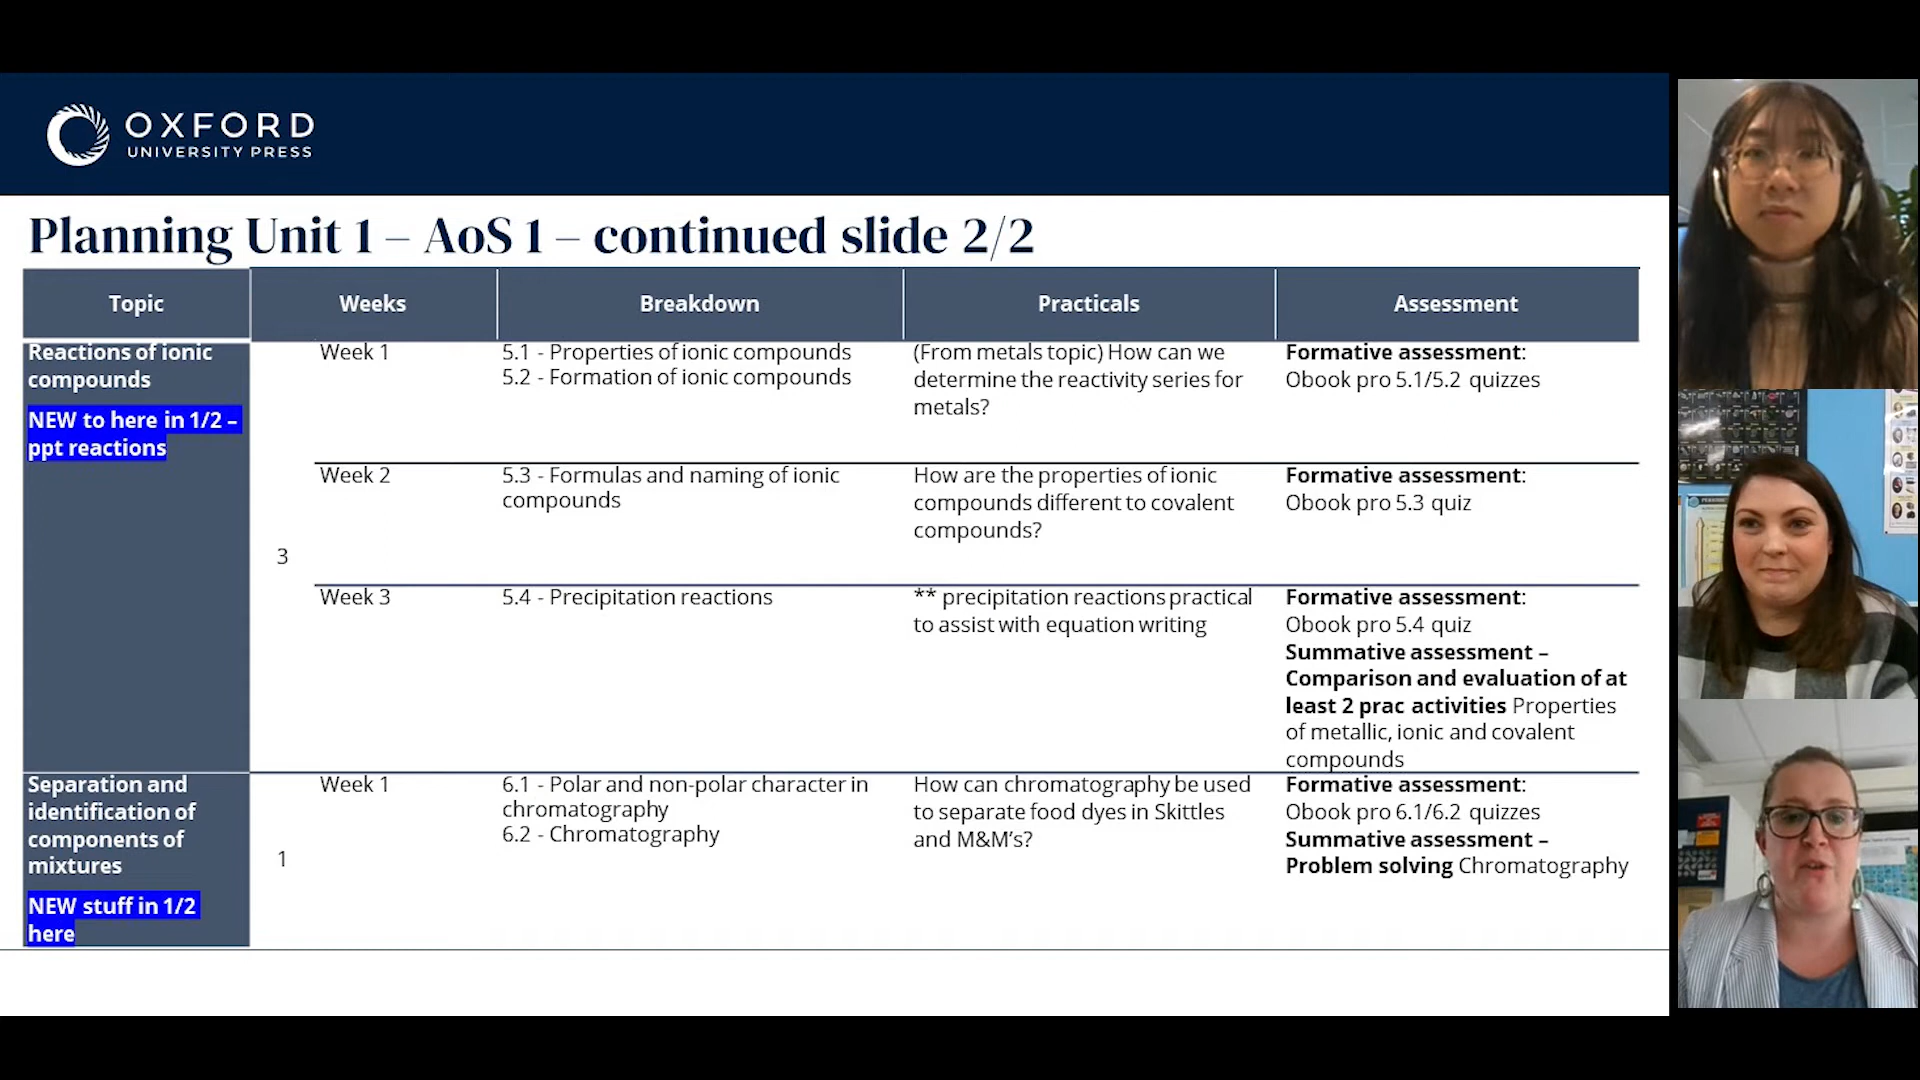 OXFORD
UNIVERSITY PRESS
Planning Unit 1 – AoS 1 – continued slide 2/2
Topic
Weeks
Breakdown
Practicals
Assessment
Reactions of ionic
compounds
NEW to here in 1/2 –
ppt reactions
3
Week 1
5.1 - Properties of ionic compounds
5.2 - Formation of ionic compounds
(From metals topic) How can we
determine the reactivity series for
metals?
Formative assessment:
Obook pro 5.1/5.2 quizzes
Week 2
5.3 - Formulas and naming of ionic
compounds
How are the properties of ionic
compounds different to covalent
compounds?
Formative assessment:
Obook pro 5.3 quiz
Week 3
5.4 - Precipitation reactions
** precipitation reactions practical
to assist with equation writing
Formative assessment:
Obook pro 5.4 quiz
Summative assessment –
Comparison and evaluation of at
least 2 prac activities Properties
of metallic, ionic and covalent
compounds
Separation and
identification of
components of
mixtures
NEW stuff in 1/2
here
1
Week 1
6.1 - Polar and non-polar character in
chromatography
6.2 - Chromatography
How can chromatography be used
to separate food dyes in Skittles
and M&M's?
Formative assessment:
Obook pro 6.1/6.2 quizzes
Summative assessment –
Problem solving Chromatography